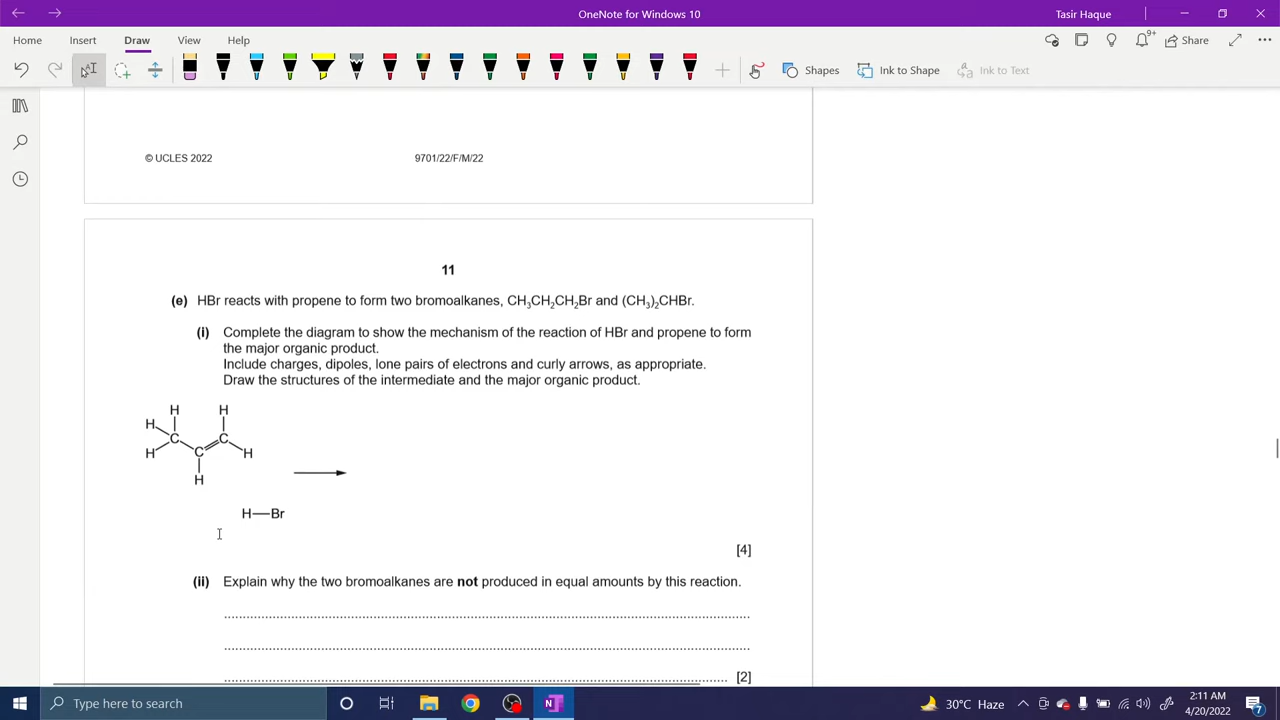 OneNote for Windows 10
Tasir Haque
Home Insert Draw View Help
9+
Share
Shapes
Ink to Shape
Ink to Text
© UCLES 2022
9701/22/F/M/22
11
(e) HBr reacts with propene to form two bromoalkanes, CH₃CH₂CH₂Br and (CH₃)₂CHBr.
(i) Complete the diagram to show the mechanism of the reaction of HBr and propene to form
the major organic product.
Include charges, dipoles, lone pairs of electrons and curly arrows, as appropriate.
Draw the structures of the intermediate and the major organic product.
H H
H
C C
C
H H
H
H—Br
[4]
(ii) Explain why the two bromoalkanes are not produced in equal amounts by this reaction.
[2]
Type here to search
30°C Haze
2:11 AM
4/20/2022
7